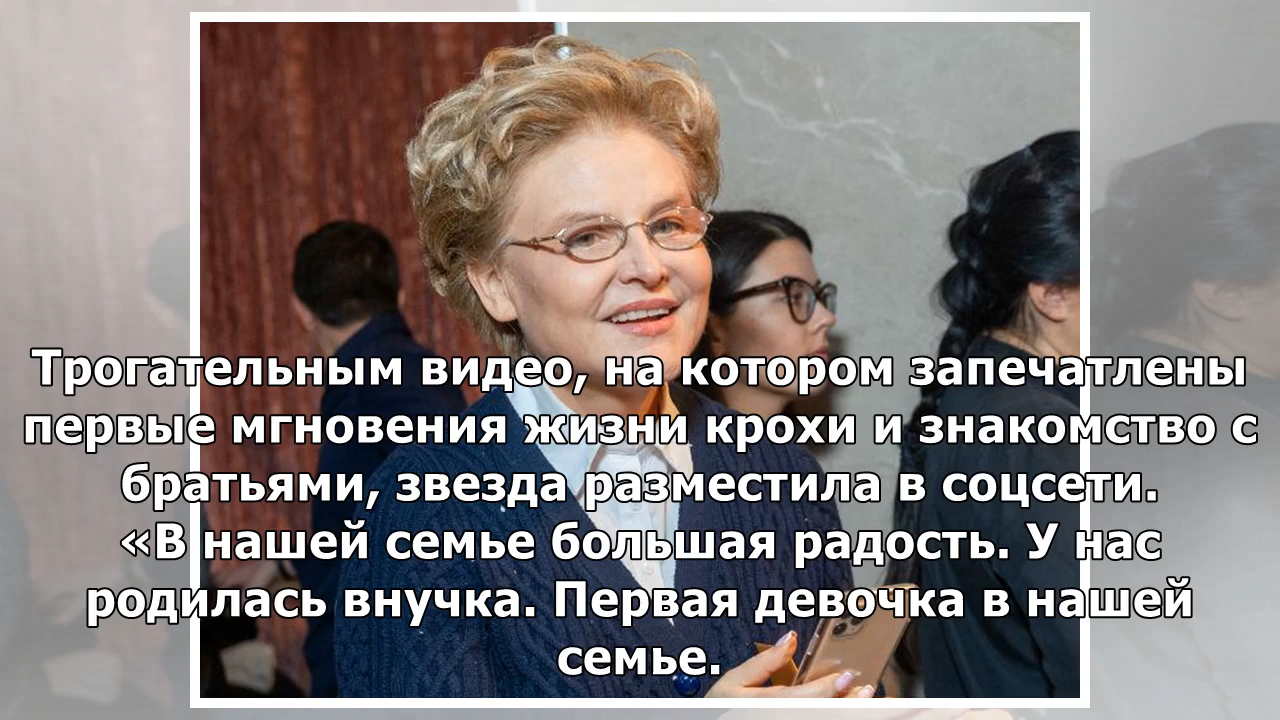 Трогательным видео, на котором запечатлены
первые мгновения жизни крохи и знакомство с
братьями, звезда разместила в соцсети.
«В нашей семье большая радость. У нас
родилась внучка. Первая девочка в нашей
семье.